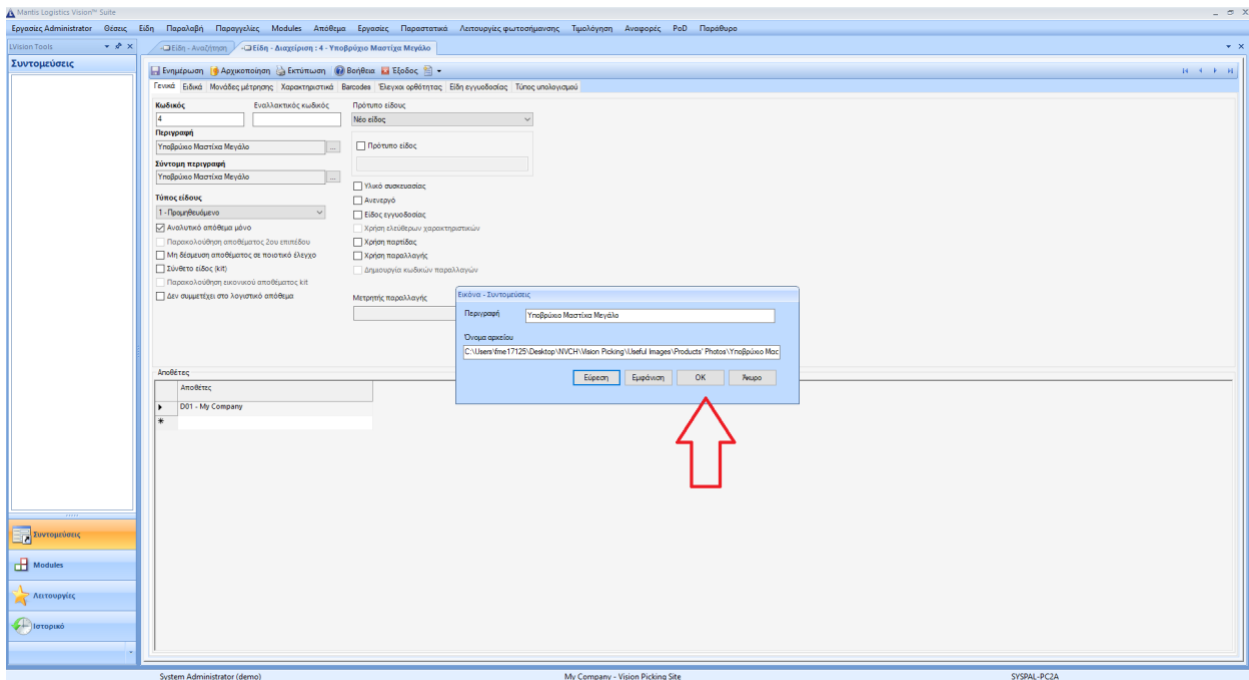 Mantis Logistics Vision™ Suite
Εργασίες Administrator Θέσεις Είδη Παραλαβή Παραγγελίες Modules Απόθεμα Εργασίες Παραστατικά Λειτουργίες φωτοσήμανσης Τιμολόγηση Αναφορές PoD Παράθυρο
LVision Tools
Είδη - Αναζήτηση Είδη - Διαχείριση : 4 - Υποβρύχιο Μαστίχα Μεγάλο
Συντομεύσεις
Ενημέρωση Αρχικοποίηση Εκτύπωση Βοήθεια Έξοδος
Γενικά Ειδικά Μονάδες μέτρησης Χαρακτηριστικά Barcodes Έλεγχοι ορθότητας Είδη εγγυοδοσίας Τύπος υπολογισμού
Κωδικός Εναλλακτικός κωδικός Πρότυπο είδους
4 Νέο είδος
Περιγραφή
Υποβρύχιο Μαστίχα Μεγάλο ... Πρότυπο είδος
Σύντομη περιγραφή
Υποβρύχιο Μαστίχα Μεγάλο ...
Υλικό συσκευασίας
Τύπος είδους Ανενεργό
1 - Προμηθευόμενο Είδος εγγυοδοσίας
Αναλυτικό απόθεμα μόνο Χρήση ελεύθερων χαρακτηριστικών
Παρακολούθηση αποθέματος 2ου επιπέδου Χρήση παρτίδας
Μη δέσμευση αποθέματος σε ποιοτικό έλεγχο Χρήση παραλλαγής
Σύνθετο είδος (kit) Δημιουργία κωδικών παραλλαγών
Παρακολούθηση εικονικού αποθέματος kit
Δεν συμμετέχει στο λογιστικό απόθεμα Μετρητής παραλλαγής
Εικόνα - Συντομεύσεις
Περιγραφή Υποβρύχιο Μαστίχα Μεγάλο
Όνομα αρχείου
C:\Users\fme17125\Desktop\NVCH\Vision Picking\Useful Images\Products' Photos\Υποβρύχιο Μασ
Εύρεση Εμφάνιση OK Άκυρο
Αποθέτες
Αποθέτες
D01 - My Company
Συντομεύσεις
Modules
Λειτουργίες
Ιστορικό
System Administrator (demo) My Company - Vision Picking Site SYSPAL-PC2A